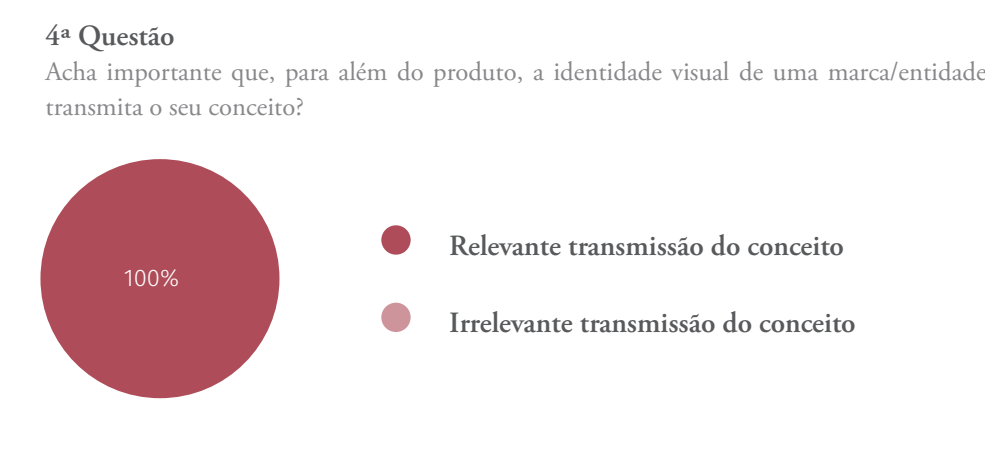 4ª Questão
Acha importante que, para além do produto, a identidade visual de uma marca/entidade
transmita o seu conceito?
100%
Relevante transmissão do conceito
Irrelevante transmissão do conceito